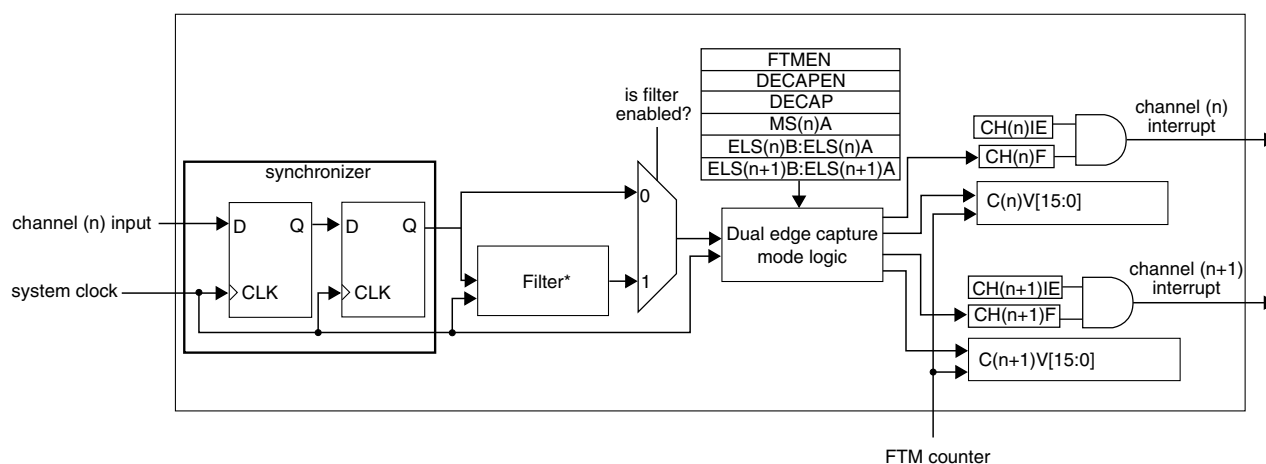 FTMEN
DECAPEN
DECAP
MS(n)A
ELS(n)B:ELS(n)A
ELS(n+1)B:ELS(n+1)A
is filter
enabled?
synchronizer
channel (n) input
D
Q
D
Q
system clock
CLK
CLK
Filter*
0
1
Dual edge capture
mode logic
CH(n)IE
CH(n)F
channel (n)
interrupt
C(n)V[15:0]
CH(n+1)IE
CH(n+1)F
channel (n+1)
interrupt
C(n+1)V[15:0]
FTM counter